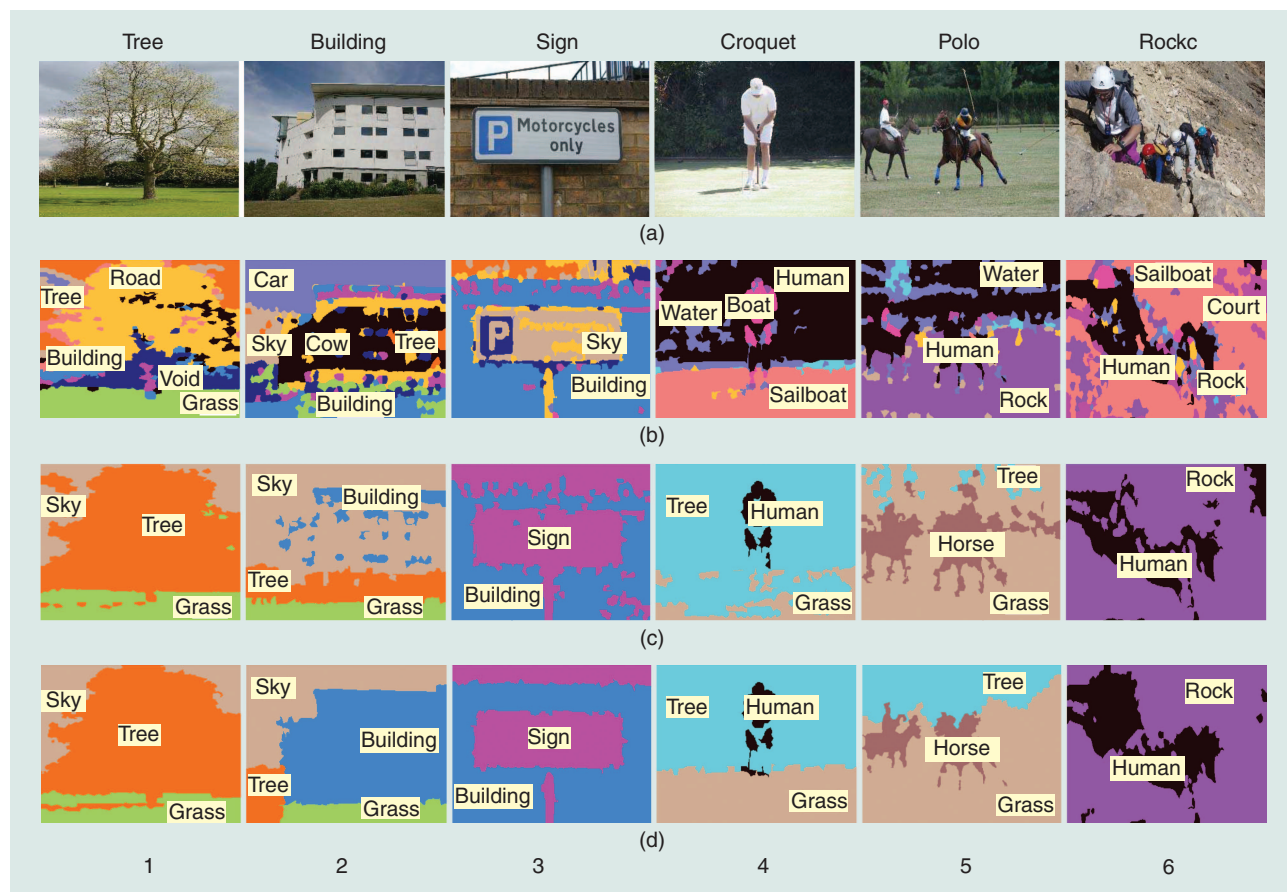 Tree Building Sign Croquet Polo Rockc
P Motorcycles
only
(a)
Road Car Human Water Sailboat
Tree Boat Court
Water
Sky Cow Tree Sky
Building P Building Human Human
Void Rock
Grass Building Sailboat Rock
(b)
Sky Sky Building Tree Rock
Tree Sign Tree Human Horse
Human
Tree Building
Grass Grass Grass Grass
(c)
Sky Sky Tree Human Tree Rock
Tree Building Sign Horse
Human
Tree Building
Grass Grass Grass Grass
(d)
1 2 3 4 5 6